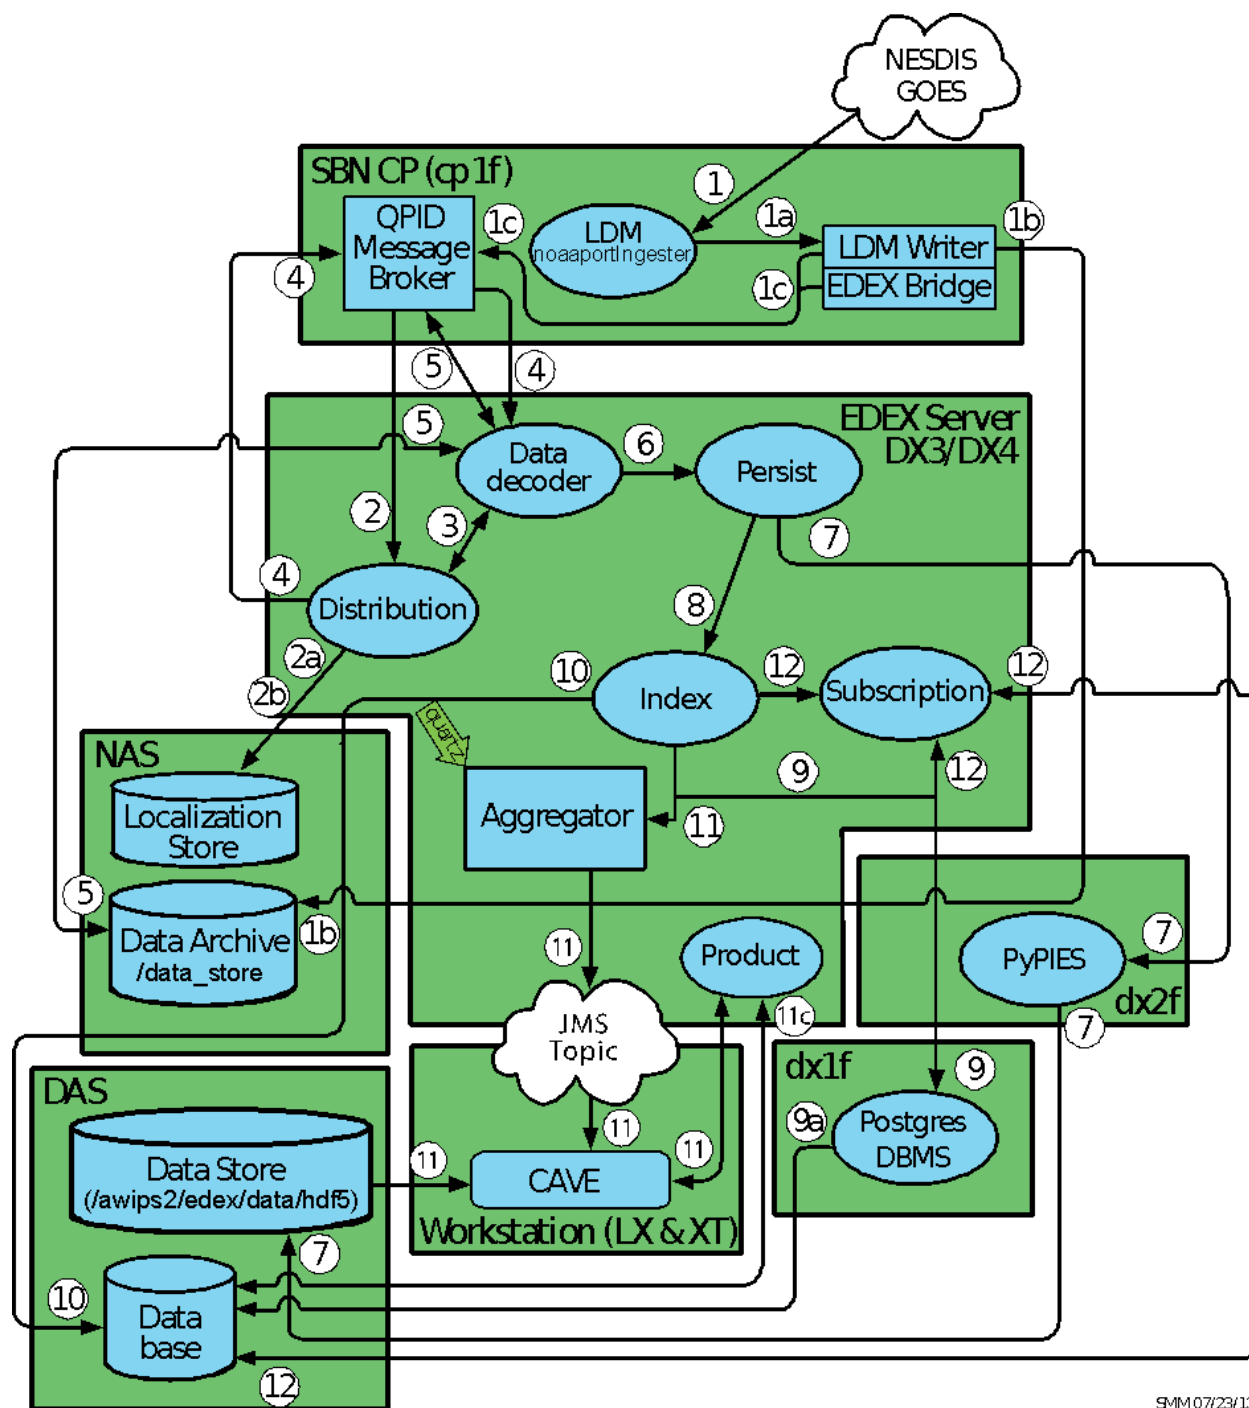 NESDIS
GOES
SBN CP (cp1f)
1
QPID
Message
Broker
1c
LDM
noaaportIngester
1a
LDM Writer
EDEX Bridge
1b
1c
4
5
4
EDEX Server
DX3/DX4
5
Data
decoder
6
Persist
2
3
7
4
Distribution
8
2a
2b
10
Index
12
Subscription
12
quartz
NAS
Localization
Store
Aggregator
9
12
11
5
Data Archive
/data_store
1b
11
Product
11c
PyPIES
7
dx2f
7
JMS
Topic
dx1f
9
9a
Postgres
DBMS
DAS
Data Store
(/awips2/edex/data/hdf5)
11
11
11
CAVE
Workstation (LX & XT)
7
10
Data
base
12